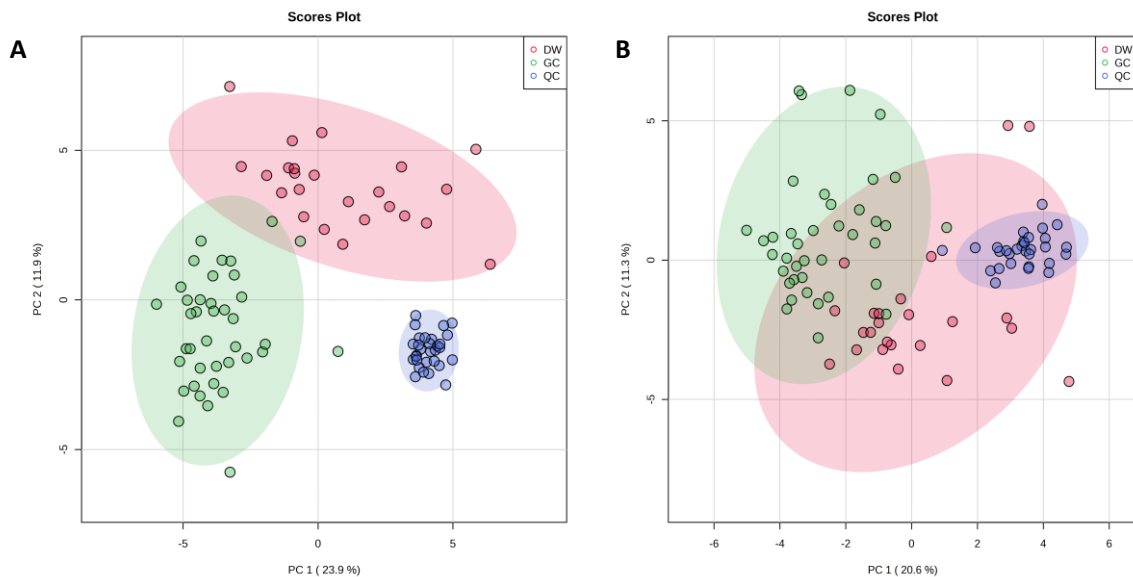 A
Scores Plot
DW
GC
QC
5
0
-5
PC 2 ( 11.9 %)
-5
0
5
PC 1 ( 23.9 %)
B
Scores Plot
DW
GC
QC
5
0
-5
PC 2 ( 11.3 %)
-6
-4
-2
0
2
4
6
PC 1 ( 20.6 %)